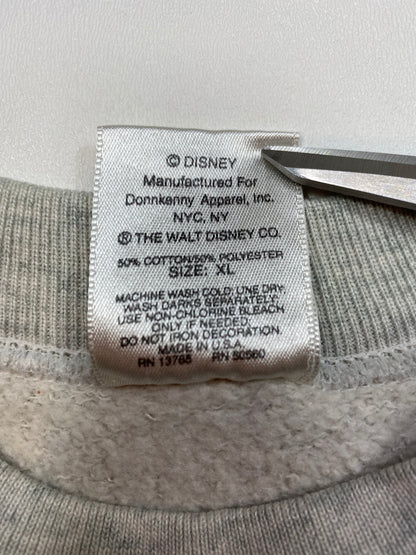 © DISNEY
Manufactured For
Donnkenny Apparel, Inc.
NYC, NY
® THE WALT DISNEY CO.
50% COTTON/50% POLYESTER
SIZE: XL
MACHINE WASH COLD: LINE DRY
WASH DARKS SEPARATELY:
USE NON-CHLORINE BLEACH
ONLY IF NEEDED.
DO NOT IRON DECORATION.
MADE IN U.S.A.
RN 13765 RN 50560